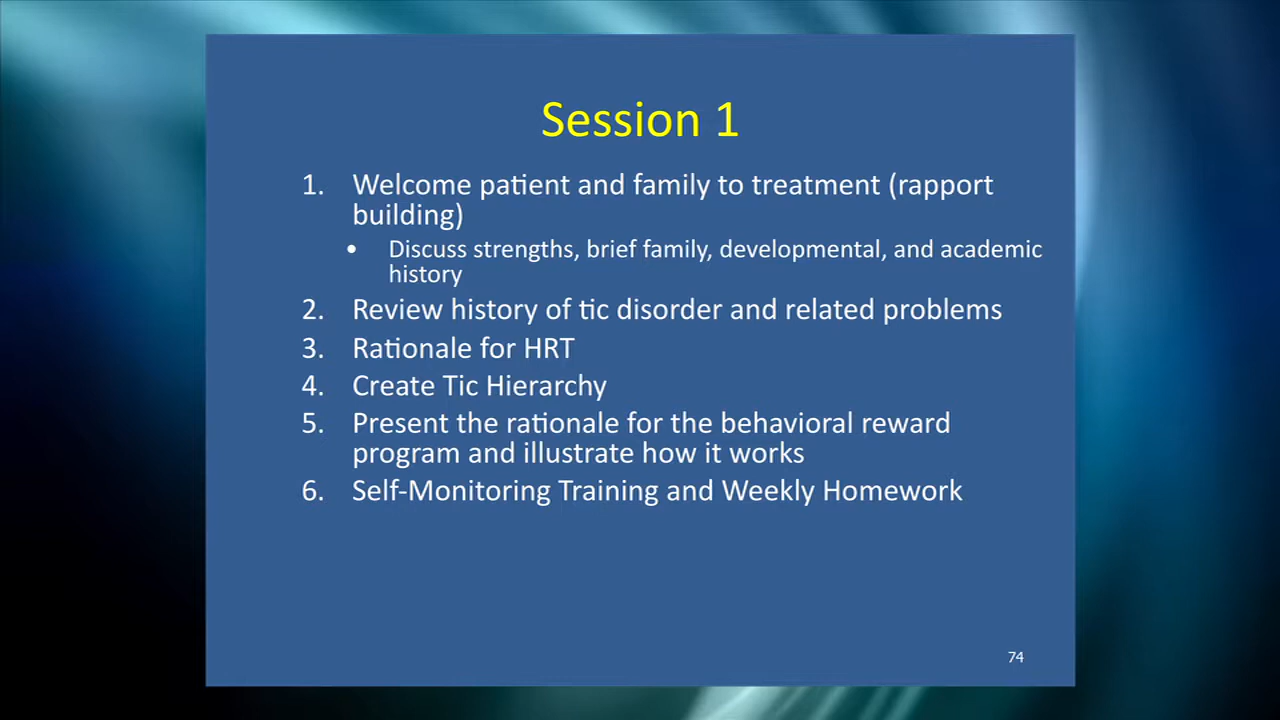 Session 1
1. Welcome patient and family to treatment (rapport
building)
• Discuss strengths, brief family, developmental, and academic
history
2. Review history of tic disorder and related problems
3. Rationale for HRT
4. Create Tic Hierarchy
5. Present the rationale for the behavioral reward
program and illustrate how it works
6. Self-Monitoring Training and Weekly Homework
74